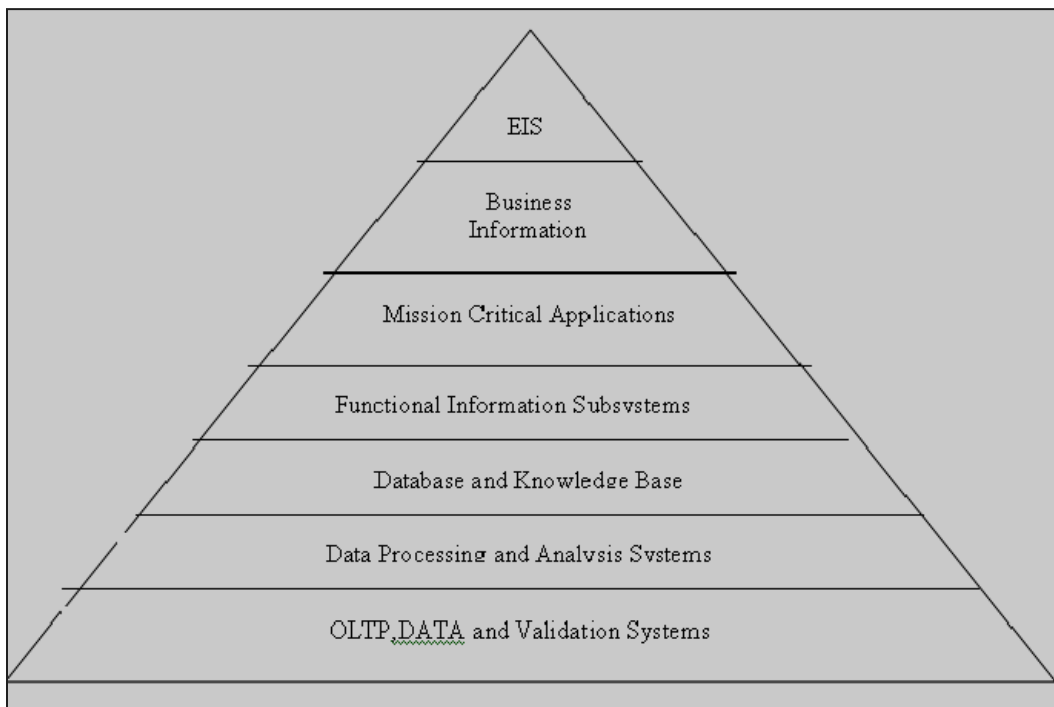 EIS
Business
Information
Mission Critical Applications
Functional Information Subsystems
Database and Knowledge Base
Data Processing and Analysis Systems
OLTP,DATA and Validation Systems